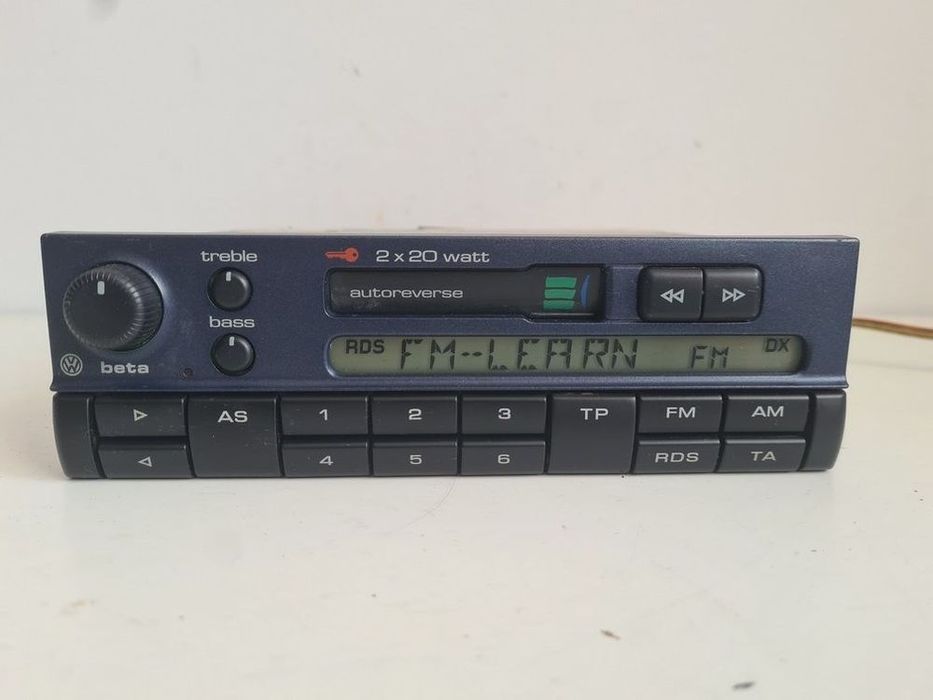 treble
2 x 20 watt
autoreverse
bass
RDS FM--LEARN FM DX
beta
AS 1 2 3 TP FM AM
4 5 6 RDS TA